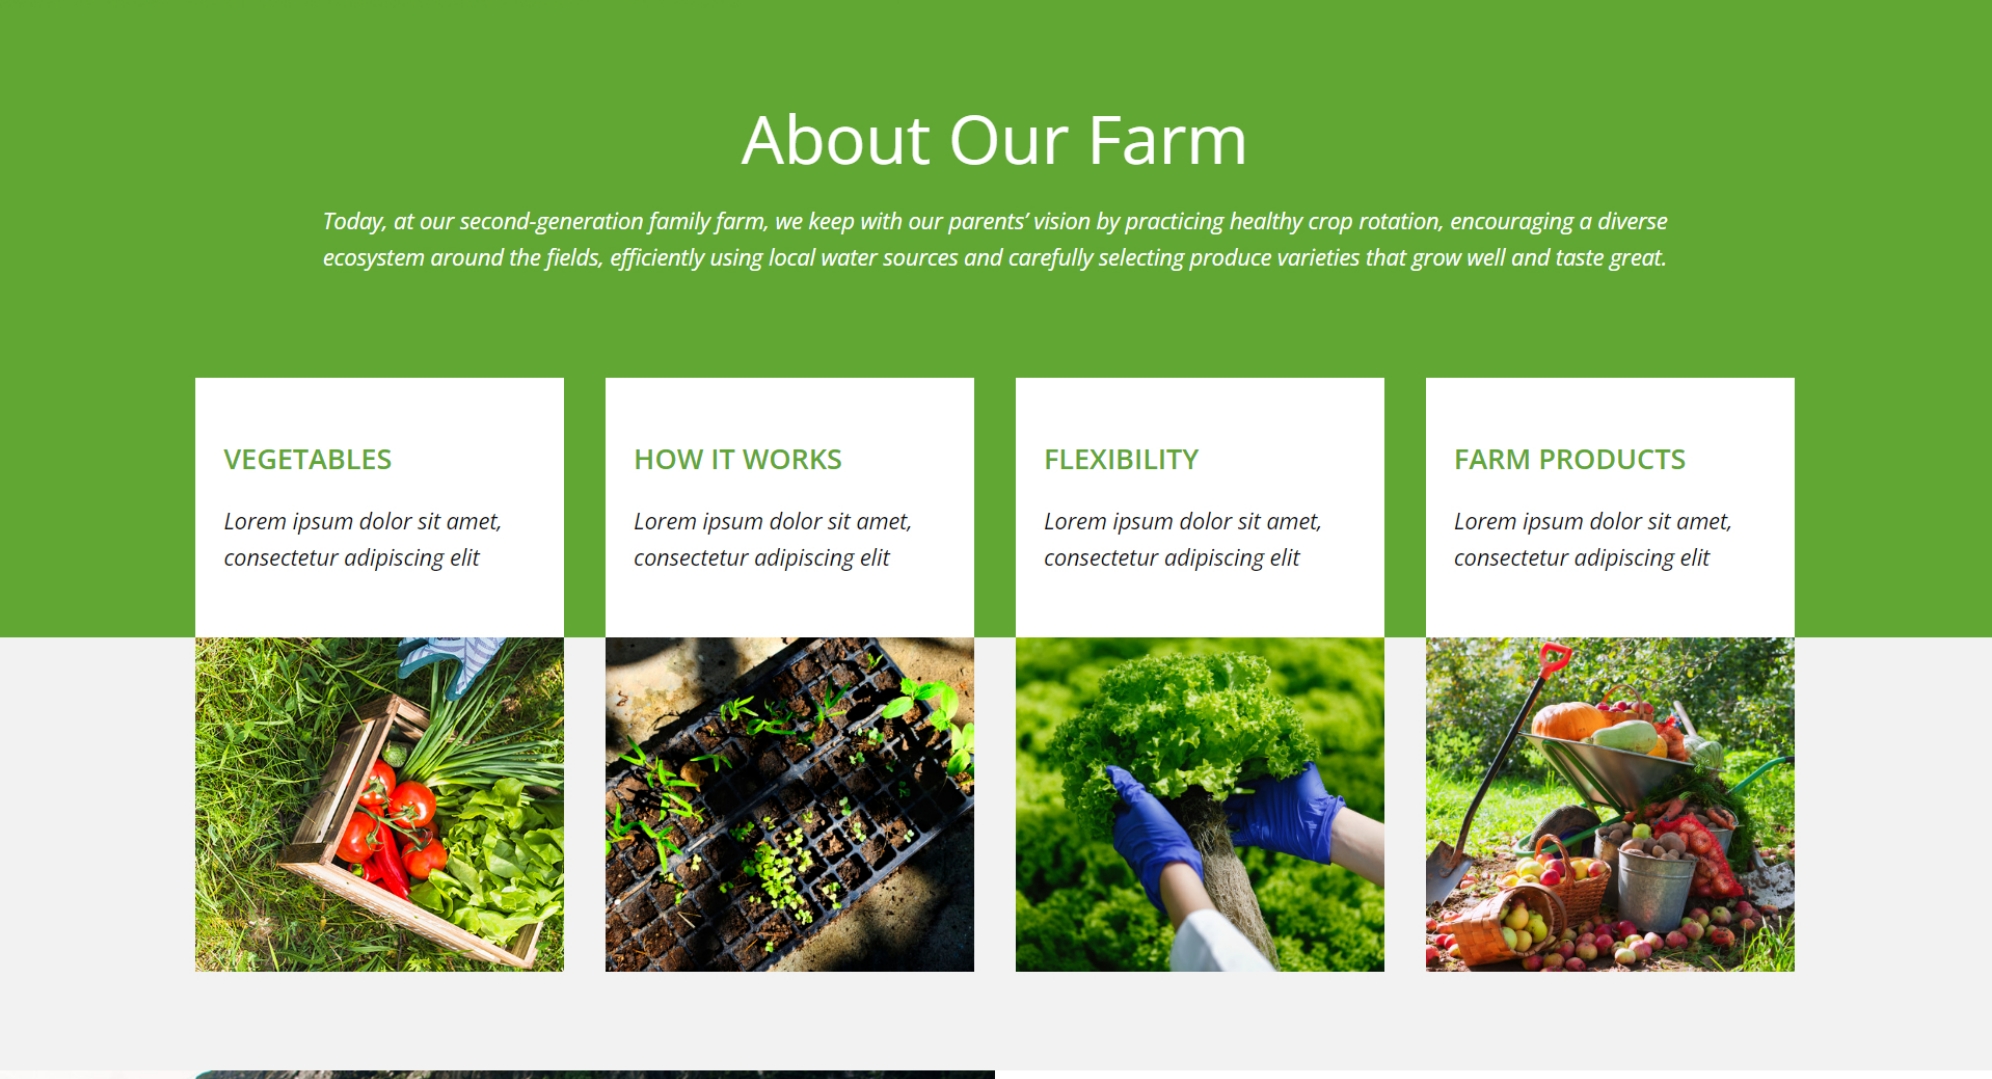 About Our Farm
Today, at our second-generation family farm, we keep with our parents’ vision by practicing healthy crop rotation, encouraging a diverse
ecosystem around the fields, efficiently using local water sources and carefully selecting produce varieties that grow well and taste great.
VEGETABLES
Lorem ipsum dolor sit amet,
consectetur adipiscing elit
HOW IT WORKS
Lorem ipsum dolor sit amet,
consectetur adipiscing elit
FLEXIBILITY
Lorem ipsum dolor sit amet,
consectetur adipiscing elit
FARM PRODUCTS
Lorem ipsum dolor sit amet,
consectetur adipiscing elit